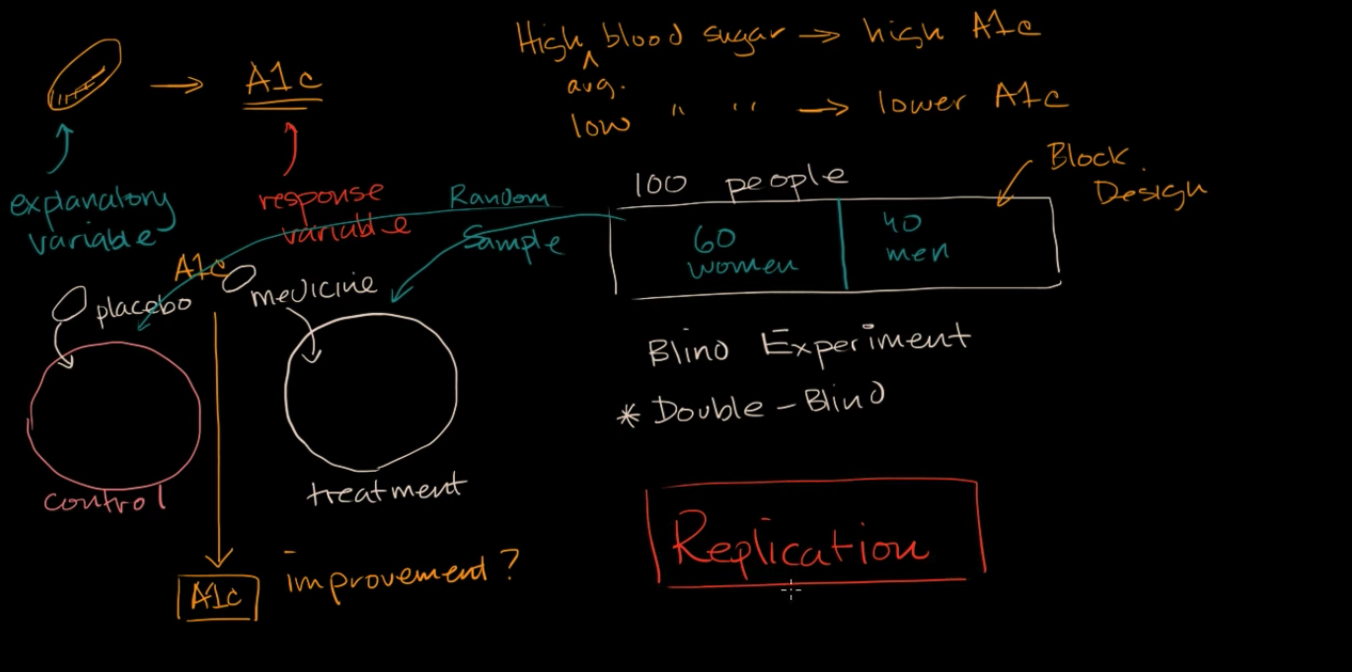 High blood sugar → high A1c
avg.
low " " → lower A1c
A1c
explanatory
variable
response
variable
Random
Sample
100 people
60
women
40
men
Block
Design
A1c
placebo
medicine
control
treatment
Blind Experiment
* Double-Blind
Replication
A1c
improvement?